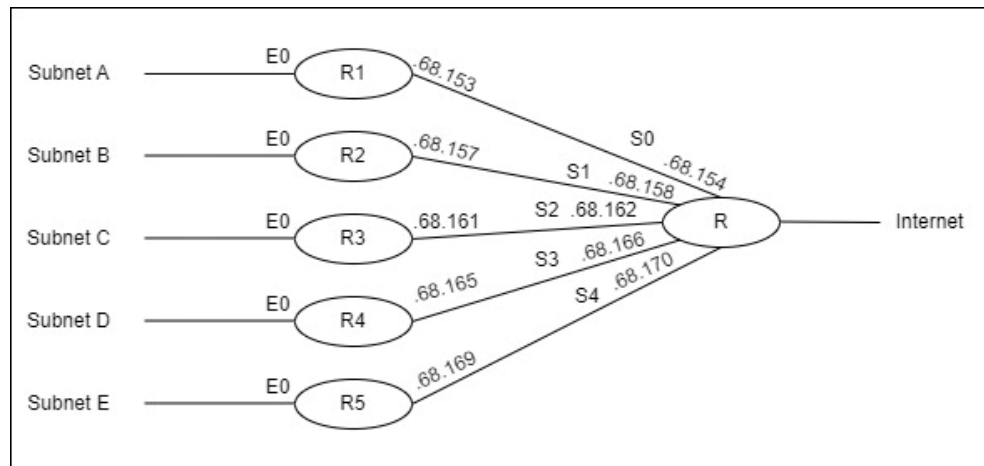 Subnet A E0 R1 .68.153
S0 .68.154
Subnet B E0 R2 .68.157 S1 .68.158
Subnet C E0 R3 .68.161 S2 .68.162 R Internet
Subnet D E0 R4 .68.165 S3 .68.166
S4 .68.170
Subnet E E0 R5 .68.169